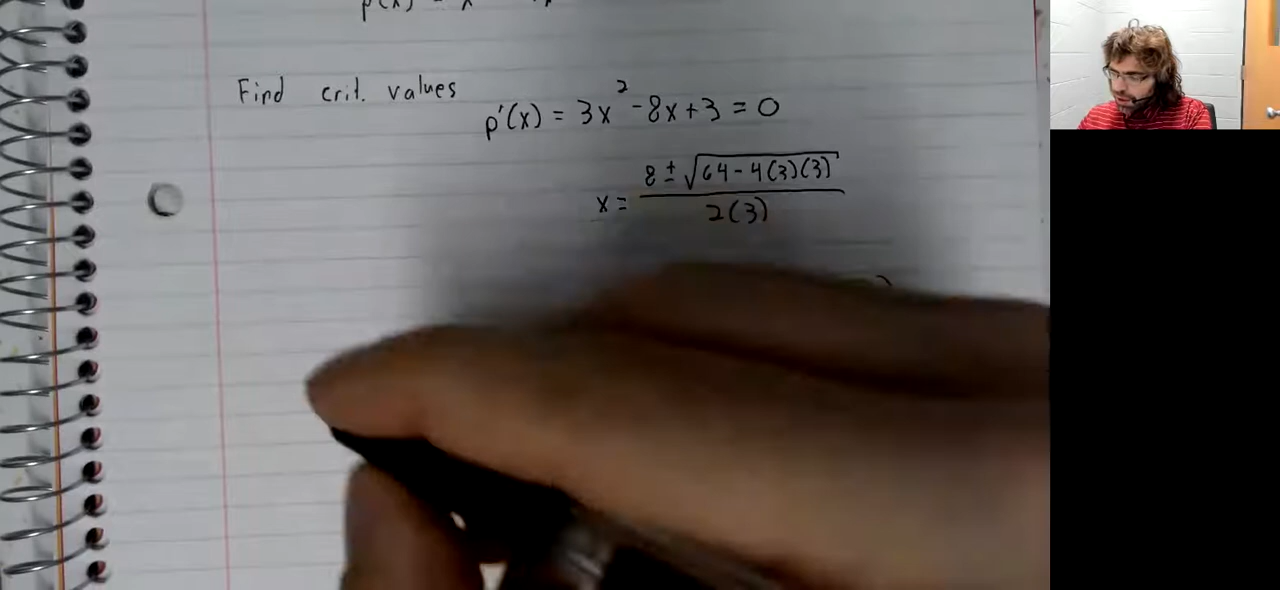 p(x)
Find crit. values
p'(x) = 3x² - 8x + 3 = 0
x = 8 ± √64 - 4(3)(3) / 2(3)